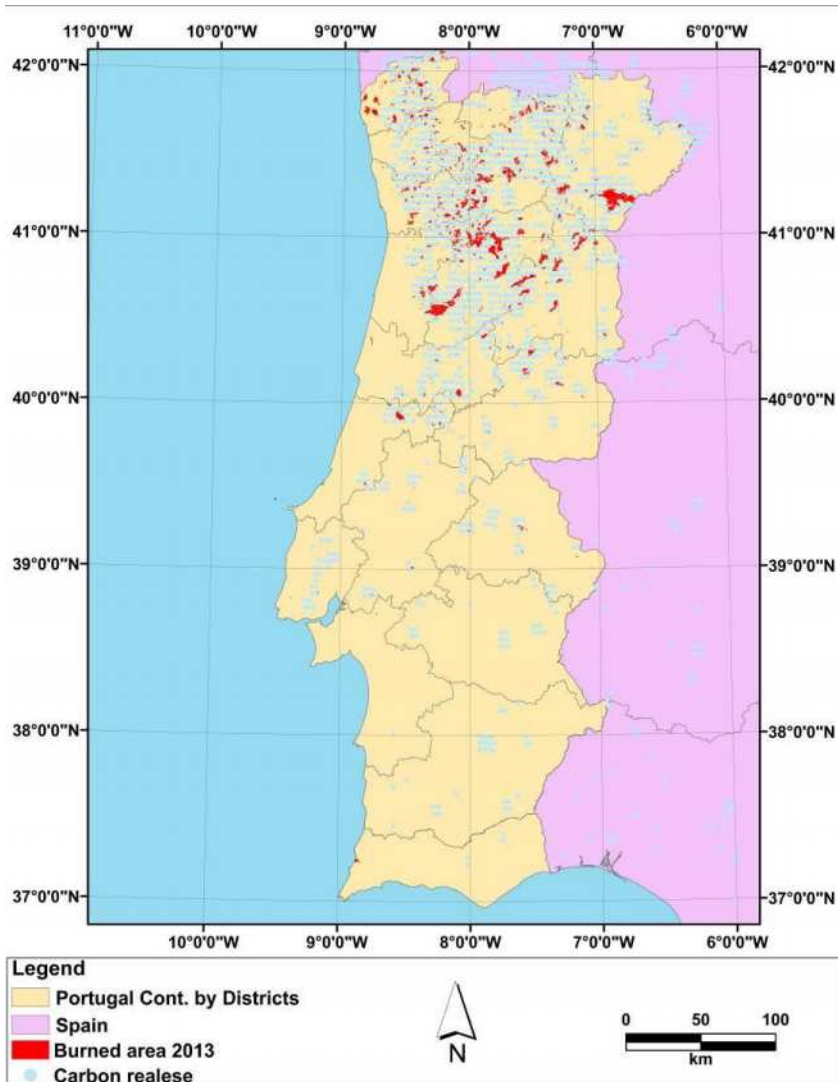 11°0'0"W 10°0'0"W 9°0'0"W 8°0'0"W 7°0'0"W 6°0'0"W
42°0'0"N 42°0'0"N
41°0'0"N 41°0'0"N
40°0'0"N 40°0'0"N
39°0'0"N 39°0'0"N
38°0'0"N 38°0'0"N
37°0'0"N 37°0'0"N
10°0'0"W 9°0'0"W 8°0'0"W 7°0'0"W 6°0'0"W
Legend
Portugal Cont. by Districts
Spain
Burned area 2013
Carbon realese
N
0 50 100
km